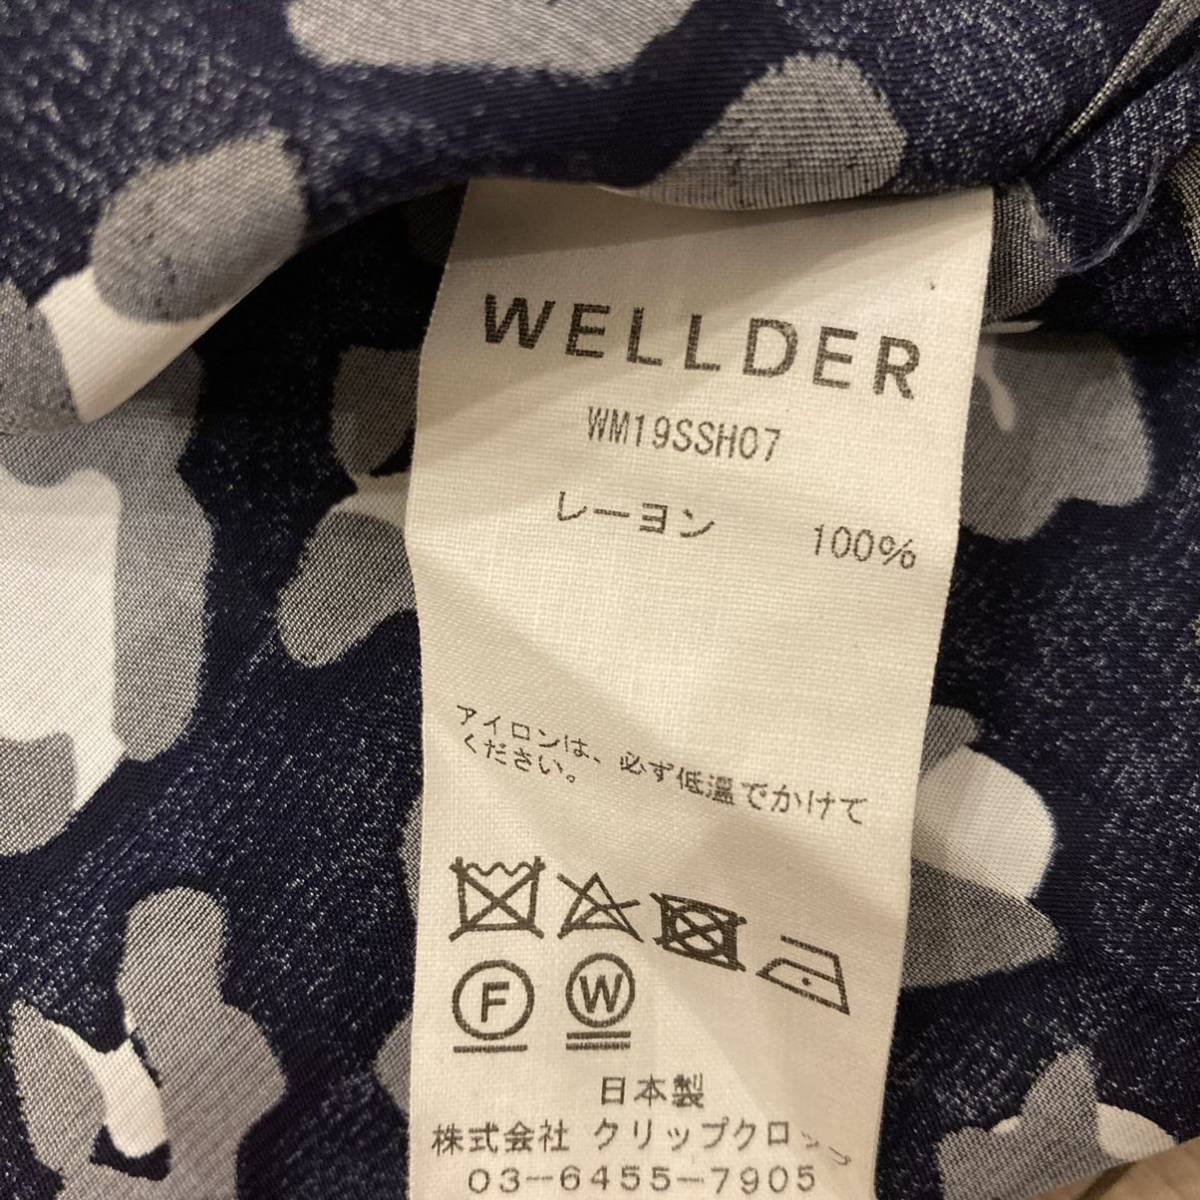 WELLDER
WM19SSH07
レーヨン 100%
アイロンは、必ず低温でかけて
ください。
F
W
日本製
株式会社 クリップクロップ
03-6455-7905